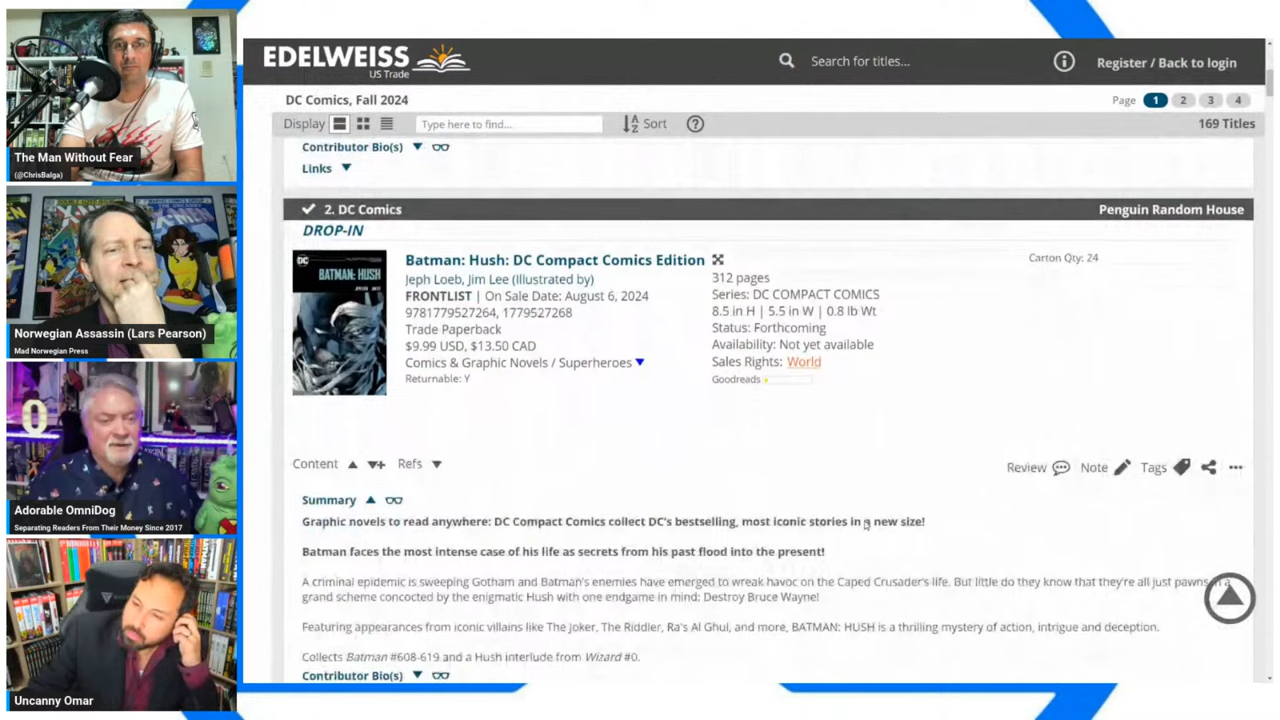 The Man Without Fear
(@ChrisBalga)
Norwegian Assassin (Lars Pearson)
Mad Norwegian Press
Adorable OmniDog
Separating Readers From Their Money Since 2017
Uncanny Omar
EDELWEISS
US Trade
Search for titles...
Register / Back to login
DC Comics, Fall 2024
Page 1 2 3 4
Display
Type here to find...
Sort
169 Titles
Contributor Bio(s)
Links
2. DC Comics
Penguin Random House
DROP-IN
BATMAN: HUSH
Batman: Hush: DC Compact Comics Edition
Jeph Loeb, Jim Lee (Illustrated by)
FRONTLIST | On Sale Date: August 6, 2024
9781779527264, 1779527268
Trade Paperback
$9.99 USD, $13.50 CAD
Comics & Graphic Novels / Superheroes
Returnable: Y
312 pages
Series: DC COMPACT COMICS
8.5 in H | 5.5 in W | 0.8 lb Wt
Status: Forthcoming
Availability: Not yet available
Sales Rights: World
Goodreads
Carton Qty: 24
Content
Refs
Review
Note
Tags
Summary
Graphic novels to read anywhere: DC Compact Comics collect DC's bestselling, most iconic stories in a new size!
Batman faces the most intense case of his life as secrets from his past flood into the present!
A criminal epidemic is sweeping Gotham and Batman's enemies have emerged to wreak havoc on the Caped Crusader's life. But little do they know that they're all just pawns in a
grand scheme concocted by the enigmatic Hush with one endgame in mind: Destroy Bruce Wayne!
Featuring appearances from iconic villains like The Joker, The Riddler, Ra's Al Ghul, and more, BATMAN: HUSH is a thrilling mystery of action, intrigue and deception.
Collects Batman #608-619 and a Hush interlude from Wizard #0.
Contributor Bio(s)